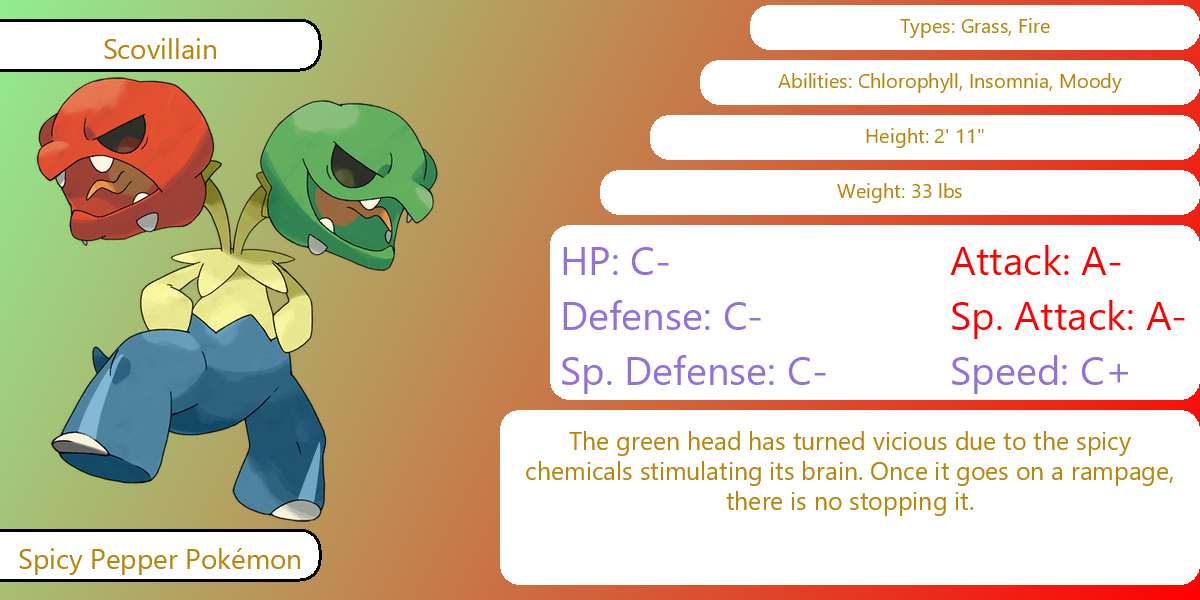 Scovillain
Types: Grass, Fire
Abilities: Chlorophyll, Insomnia, Moody
Height: 2' 11"
Weight: 33 lbs
HP: C-
Attack: A-
Defense: C-
Sp. Attack: A-
Sp. Defense: C-
Speed: C+
The green head has turned vicious due to the spicy
chemicals stimulating its brain. Once it goes on a rampage,
there is no stopping it.
Spicy Pepper Pokémon